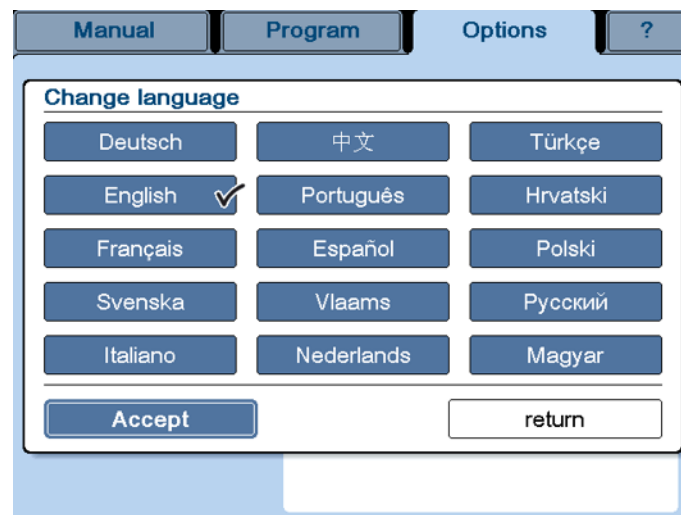 Manual Program Options ?
Change language
Deutsch 中文 Türkçe
English Português Hrvatski
Français Español Polski
Svenska Vlaams Русский
Italiano Nederlands Magyar
Accept return